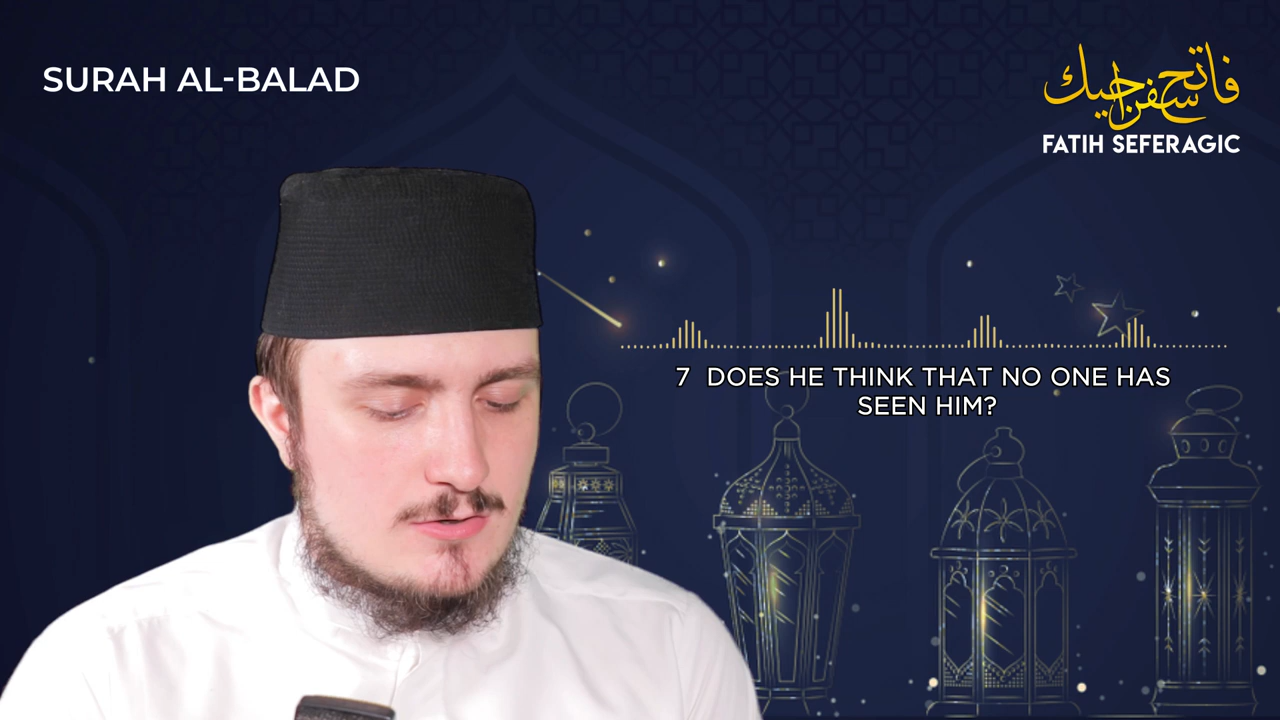 SURAH AL-BALAD
فاتح سفراجيك
FATIH SEFERAGIC
7 DOES HE THINK THAT NO ONE HAS
SEEN HIM?